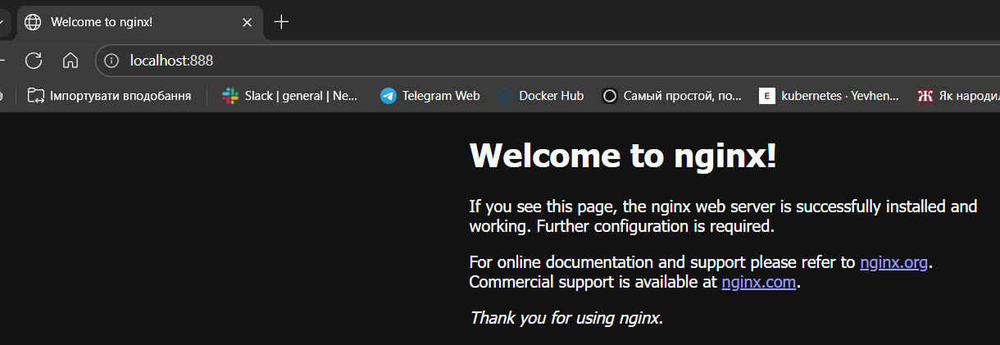 Welcome to nginx!
localhost:888
Імпортувати вподобання
Slack | general | Ne...
Telegram Web
Docker Hub
Самый простой, по...
E
kubernetes · Yevhen...
Ж
Як народил
Welcome to nginx!
If you see this page, the nginx web server is successfully installed and
working. Further configuration is required.
For online documentation and support please refer to nginx.org.
Commercial support is available at nginx.com.
Thank you for using nginx.